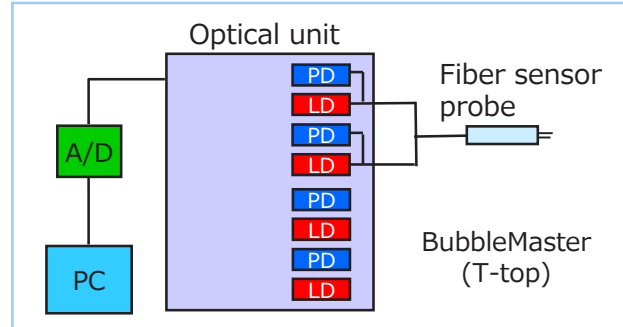 Optical unit
PD
LD
PD
LD
PD
LD
PD
LD
Fiber sensor
probe
A/D
PC
BubbleMaster
(T-top)